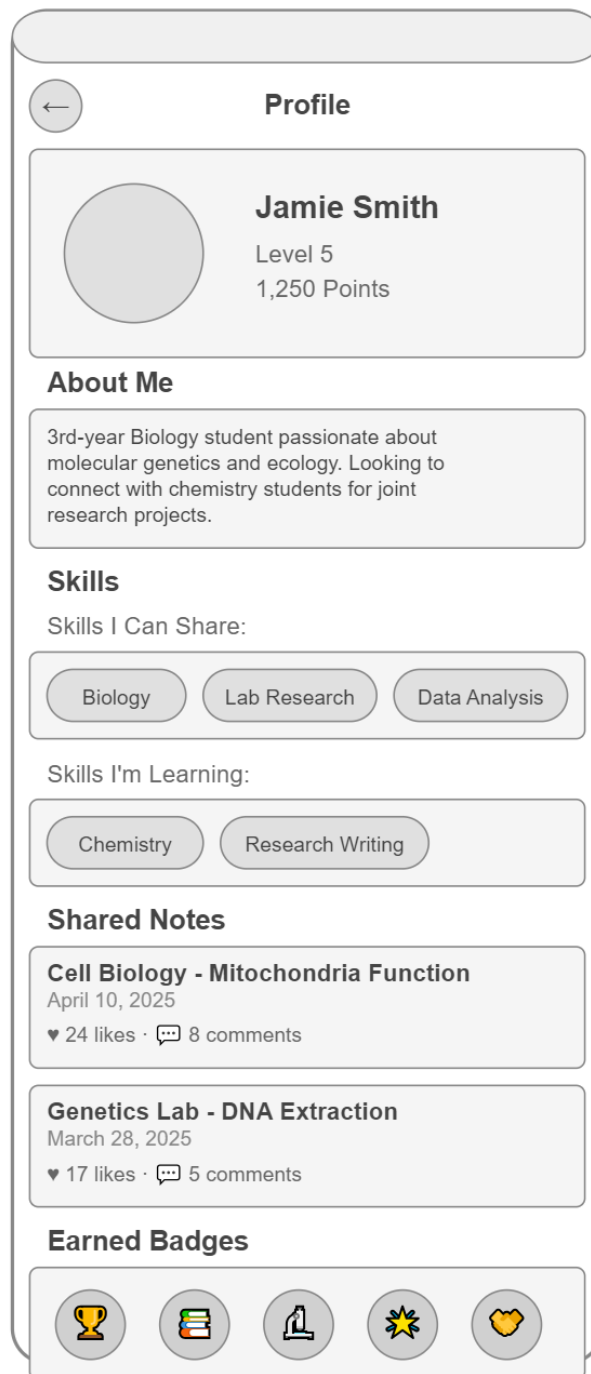 ←
Profile
Jamie Smith
Level 5
1,250 Points
About Me
3rd-year Biology student passionate about
molecular genetics and ecology. Looking to
connect with chemistry students for joint
research projects.
Skills
Skills I Can Share:
Biology Lab Research Data Analysis
Skills I'm Learning:
Chemistry Research Writing
Shared Notes
Cell Biology - Mitochondria Function
April 10, 2025
♥ 24 likes · 💬 8 comments
Genetics Lab - DNA Extraction
March 28, 2025
♥ 17 likes · 💬 5 comments
Earned Badges